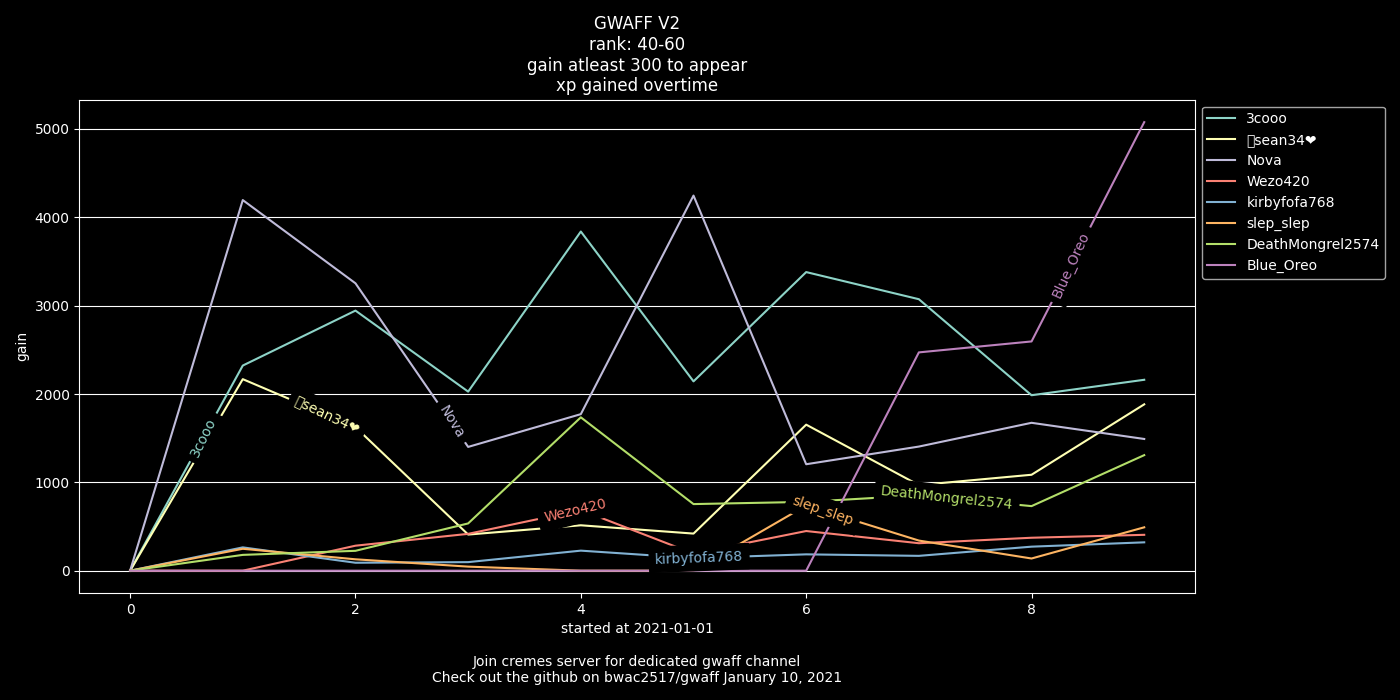 GWAFF V2
rank: 40-60
gain atleast 300 to appear
xp gained overtime
5000
4000
3000
2000
1000
0
gain
0 2 4 6 8
started at 2021-01-01
3cooo
sean34❤
Nova
Wezo420
kirbyfofa768
slep_slep
DeathMongrel2574
Blue_Oreo
3cooo
sean34❤
Nova
Wezo420
kirbyfofa768
slep_slep
DeathMongrel2574
Blue_Oreo
Join cremes server for dedicated gwaff channel
Check out the github on bwac2517/gwaff January 10, 2021